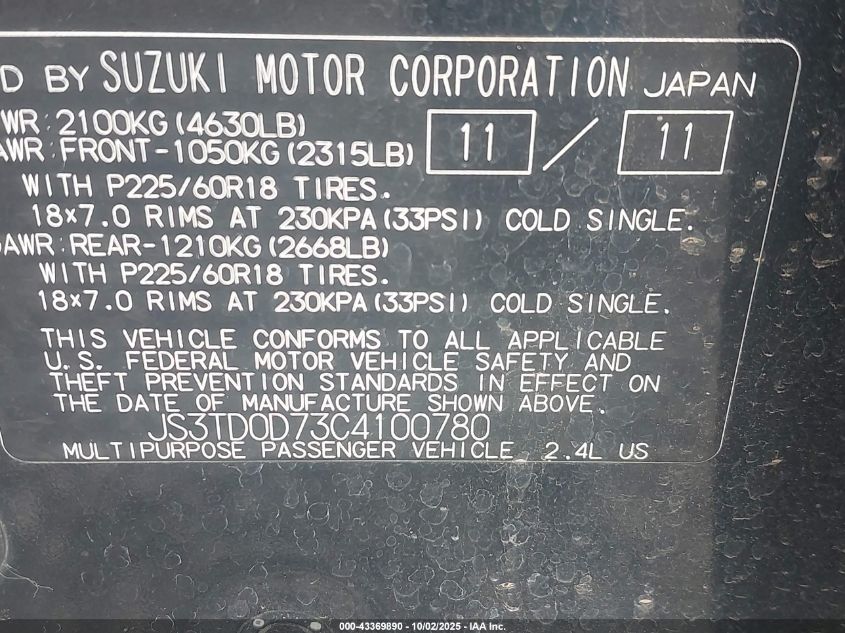 D BY SUZUKI MOTOR CORPORATION JAPAN
WR: 2100KG (4630LB)
AWR: FRONT-1050KG (2315LB) 11 / 11
WITH P225/60R18 TIRES.
18×7.0 RIMS AT 230KPA (33PSI) COLD SINGLE.
AWR: REAR-1210KG (2668LB)
WITH P225/60R18 TIRES.
18×7.0 RIMS AT 230KPA (33PSI) COLD SINGLE.
THIS VEHICLE CONFORMS TO ALL APPLICABLE
U.S. FEDERAL MOTOR VEHICLE SAFETY AND
THEFT PREVENTION STANDARDS IN EFFECT ON
THE DATE OF MANUFACTURE SHOWN ABOVE.
JS3TD0D73C4100780
MULTIPURPOSE PASSENGER VEHICLE 2.4L US
000-43369890 - 10/02/2025 - IAA Inc.